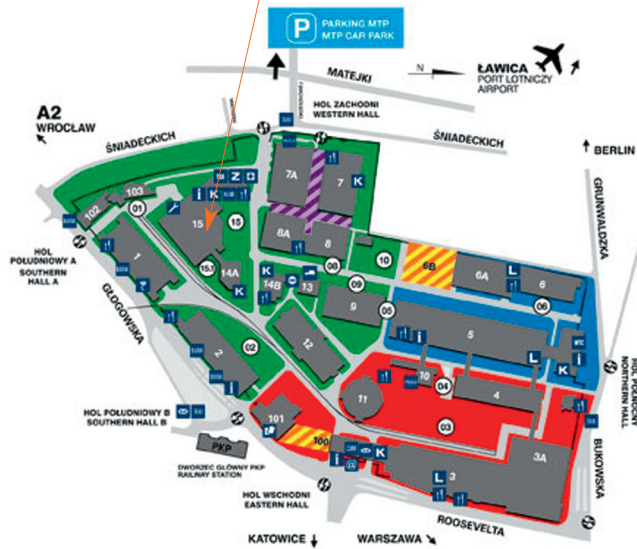 P
PARKING MTP
MTP CAR PARK
N
ŁAWICA
PORT LOTNICZY
AIRPORT
MATEJKI
A2
WROCŁAW
HOL ZACHODNI
WESTERN HALL
ŚNIADECKICH
ŚNIADECKICH
BERLIN
GRUNWALDZKA
7A
7
K
103
102
01
Z
i
K
15
15
8A
8
10
6B
6A
L
6
HOL
POŁUDNIOWY A
SOUTHERN
HALL A
1
15.1
14A
K
K
14B
13
08
09
9
05
06
i
5
i
K
L
GŁOGOWSKA
02
2
i
12
10
04
4
11
03
HOL PÓŁNOCNY
NORTHERN HALL
HOL POŁUDNIOWY B
SOUTHERN HALL B
101
100
PKP
DWORZEC GŁÓWNY PKP
RAILWAY STATION
i
@
K
3A
3
L
BUKOWSKA
HOL WSCHODNI
EASTERN HALL
ROOSEVELTA
KATOWICE
WARSZAWA